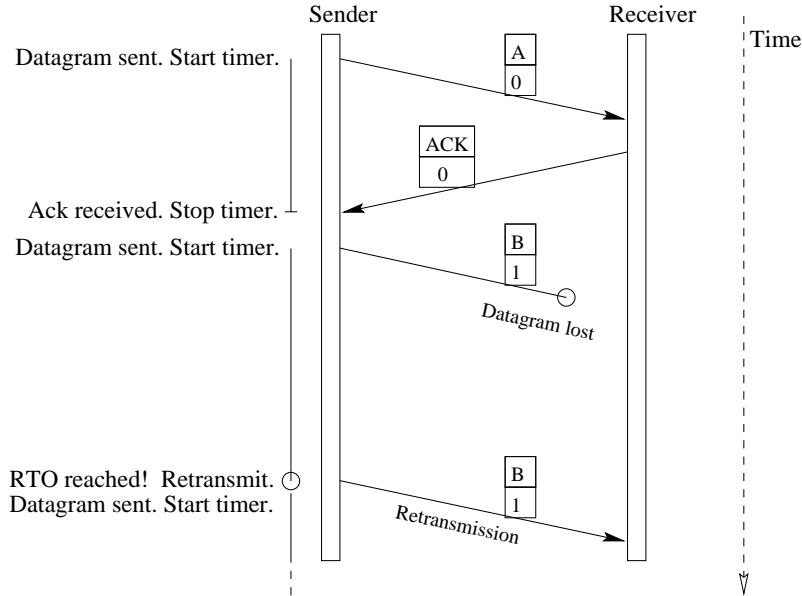 Sender
Receiver
Time
Datagram sent. Start timer.
A
0
ACK
0
Ack received. Stop timer.
Datagram sent. Start timer.
B
1
Datagram lost
RTO reached! Retransmit.
Datagram sent. Start timer.
B
1
Retransmission